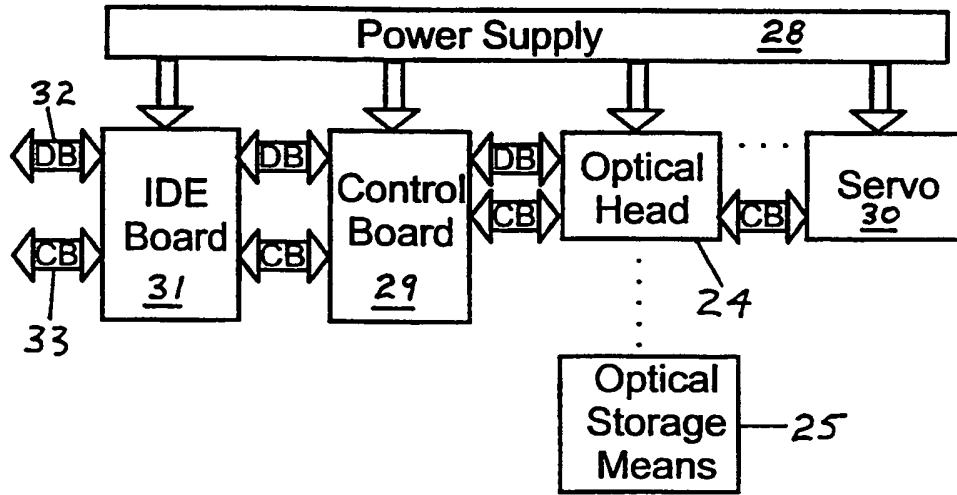 Power Supply 28
32
DB DB DB
IDE Board 31
Control Board 29
Optical Head
Servo 30
CB CB CB CB
33
24
Optical Storage Means
25